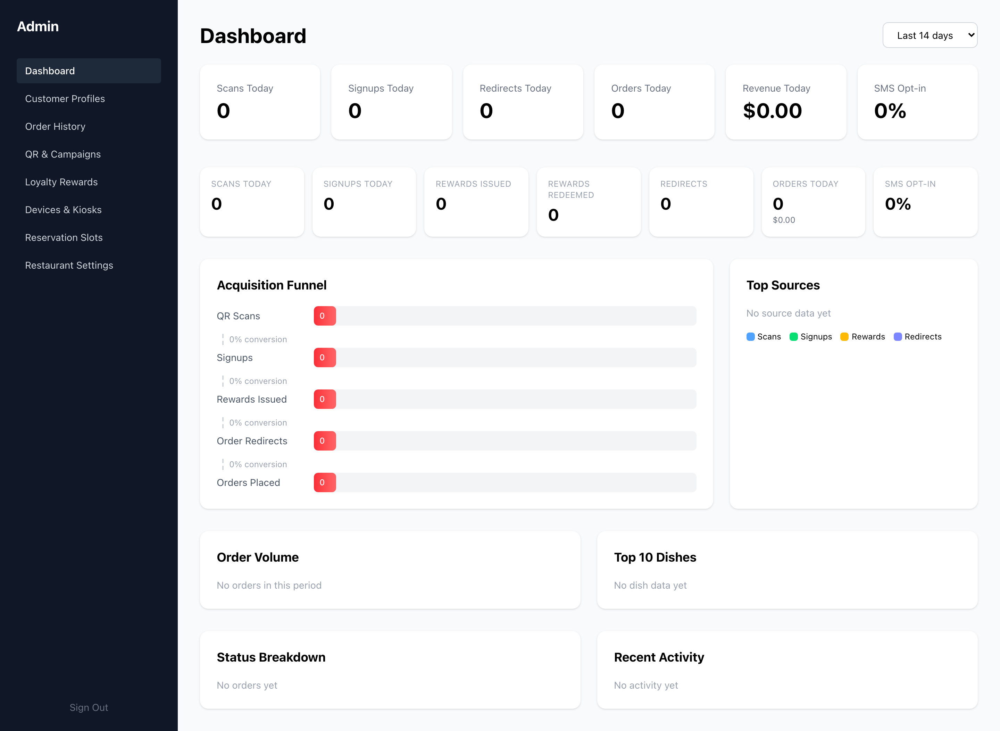 Admin
Dashboard
Customer Profiles
Order History
QR & Campaigns
Loyalty Rewards
Devices & Kiosks
Reservation Slots
Restaurant Settings
Sign Out
Dashboard
Last 14 days
Scans Today
0
Signups Today
0
Redirects Today
0
Orders Today
0
Revenue Today
$0.00
SMS Opt-in
0%
SCANS TODAY
0
SIGNUPS TODAY
0
REWARDS ISSUED
0
REWARDS
REDEEMED
0
REDIRECTS
0
ORDERS TODAY
0
$0.00
SMS OPT-IN
0%
Acquisition Funnel
QR Scans
0
0% conversion
Signups
0
0% conversion
Rewards Issued
0
0% conversion
Order Redirects
0
0% conversion
Orders Placed
0
Top Sources
No source data yet
Scans
Signups
Rewards
Redirects
Order Volume
No orders in this period
Top 10 Dishes
No dish data yet
Status Breakdown
No orders yet
Recent Activity
No activity yet